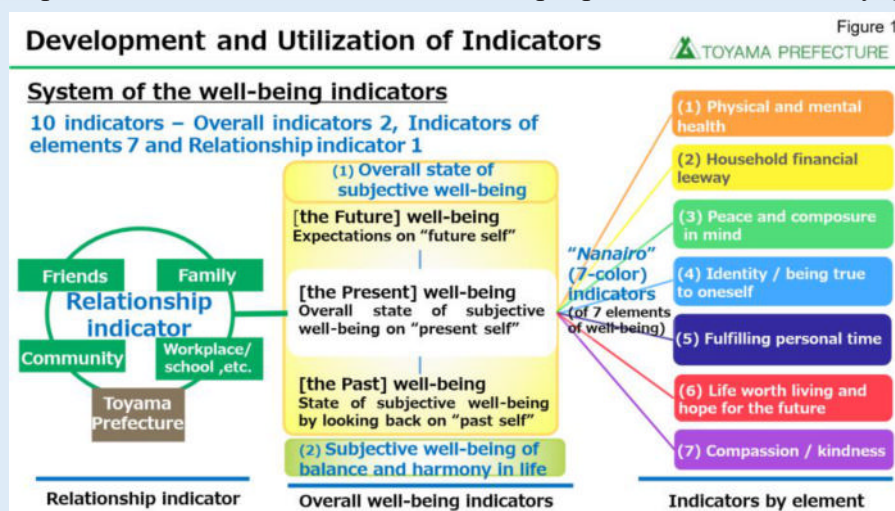 Figure 1
Development and Utilization of Indicators
TOYAMA PREFECTURE
System of the well-being indicators
10 indicators – Overall indicators 2, Indicators of
elements 7 and Relationship indicator 1
Friends
Family
Relationship
indicator
Community
Workplace/
school ,etc.
Toyama
Prefecture
Relationship indicator
(1) Overall state of
subjective well-being
[the Future] well-being
Expectations on “future self”
[the Present] well-being
Overall state of subjective
well-being on “present self”
[the Past] well-being
State of subjective well-being
by looking back on “past self”
(2) Subjective well-being of
balance and harmony in life
Overall well-being indicators
“Nanairo”
(7-color)
indicators
(of 7 elements
of well-being)
(1) Physical and mental
health
(2) Household financial
leeway
(3) Peace and composure
in mind
(4) Identity / being true
to oneself
(5) Fulfilling personal time
(6) Life worth living and
hope for the future
(7) Compassion / kindness
Indicators by element